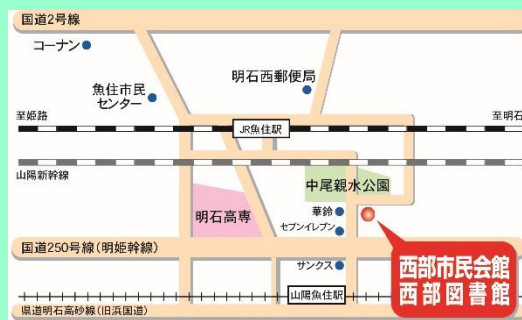 国道2号線
コーナン
魚住市民
センター
明石西郵便局
至姫路
JR魚住駅
至明石
山陽新幹線
中尾親水公園
明石高専
華鈴
セブンイレブン
国道250号線(明姫幹線)
サンクス
西部市民会館
西部図書館
山陽魚住駅
県道明石高砂線(旧浜国道)